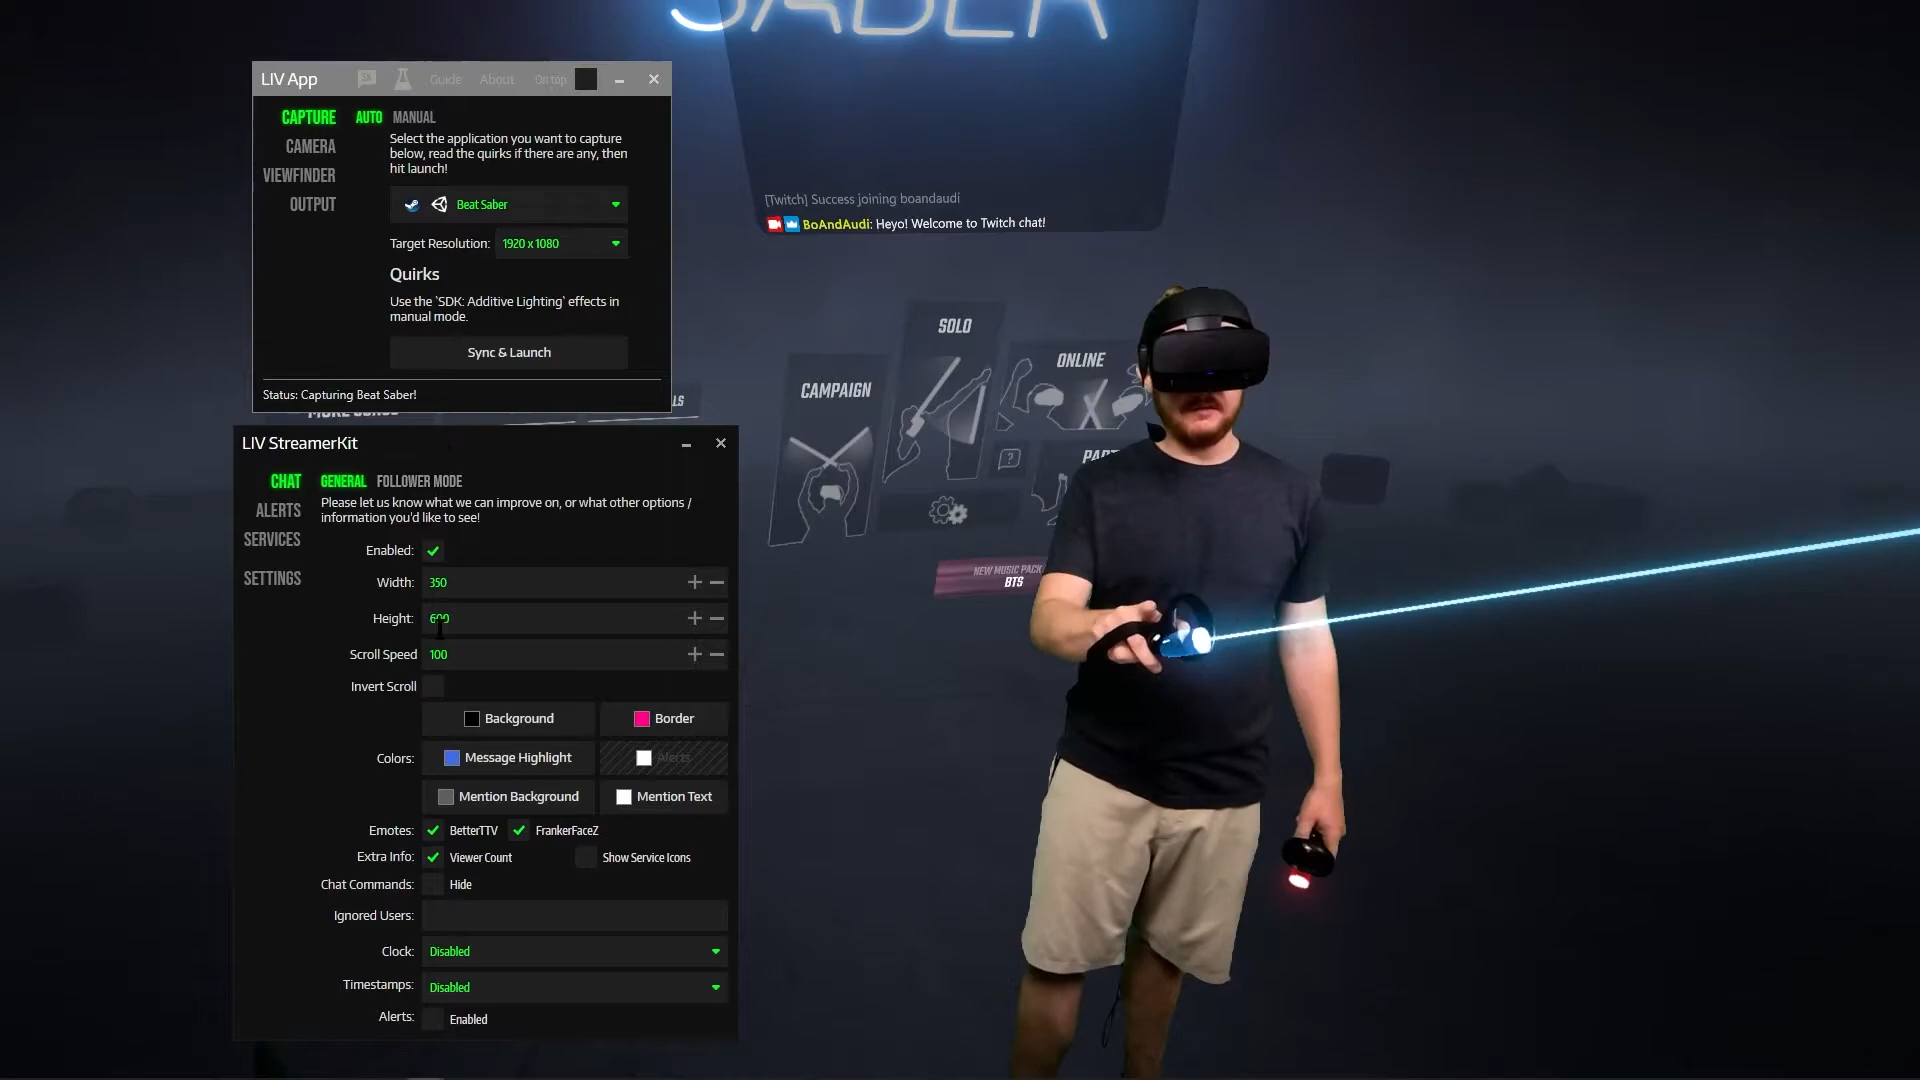 SABER
LIV App
Guide
About
On top
CAPTURE
CAMERA
VIEWFINDER
OUTPUT
AUTO
MANUAL
Select the application you want to capture
below, read the quirks if there are any, then
hit launch!
Beat Saber
Target Resolution: 1920 x 1080
Quirks
Use the `SDK: Additive Lighting` effects in
manual mode.
Sync & Launch
Status: Capturing Beat Saber!
[Twitch] Success joining boandaudi
BoAndAudi: Heyo! Welcome to Twitch chat!
SOLO
CAMPAIGN
ONLINE
NEW MUSIC PACK
BTS
LIV StreamerKit
CHAT
ALERTS
SERVICES
SETTINGS
GENERAL
FOLLOWER MODE
Please let us know what we can improve on, or what other options /
information you'd like to see!
Enabled:
Width: 350
Height: 600
Scroll Speed 100
Invert Scroll
Background
Border
Colors:
Message Highlight
Alerts
Mention Background
Mention Text
Emotes: BetterTTV FrankerFaceZ
Extra Info: Viewer Count Show Service Icons
Chat Commands: Hide
Ignored Users:
Clock: Disabled
Timestamps: Disabled
Alerts: Enabled